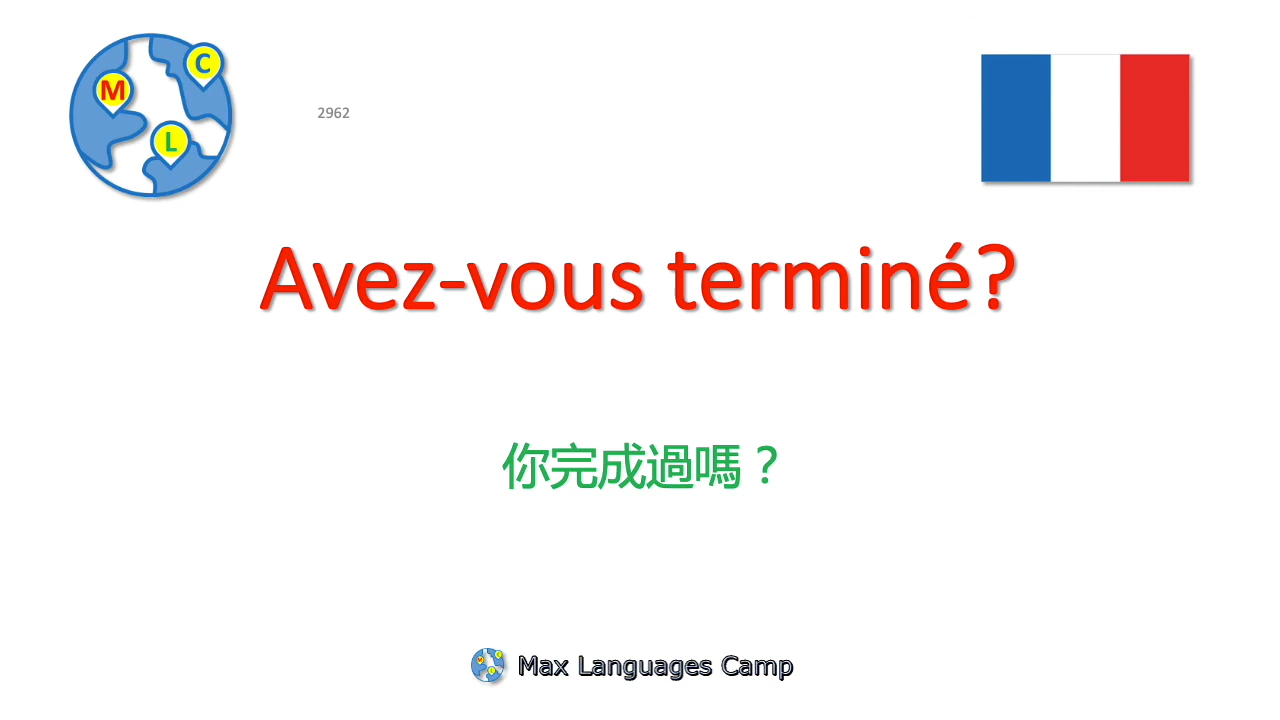 C
M
L
2962
Avez-vous terminé?
你完成過嗎？
Max Languages Camp